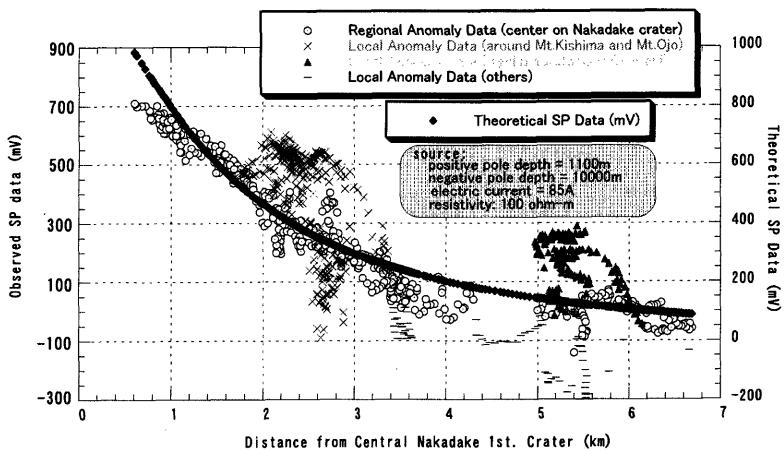 Regional Anomaly Data (center on Nakadake crater)
Local Anomaly Data (around Mt.Kishima and Mt.Ojo)
Local Anomaly Data (others)
Theoretical SP Data (mV)
source:
positive pole depth = 1100m
negative pole depth = 10000m
electric current = 85A
resistivity: 100 ohm-m
Observed SP data (mV)
900
700
500
300
100
-100
-300
Theoretical SP Data (mV)
1000
800
600
400
200
0
-200
0 1 2 3 4 5 6 7
Distance from Central Nakadake 1st. Crater (km)